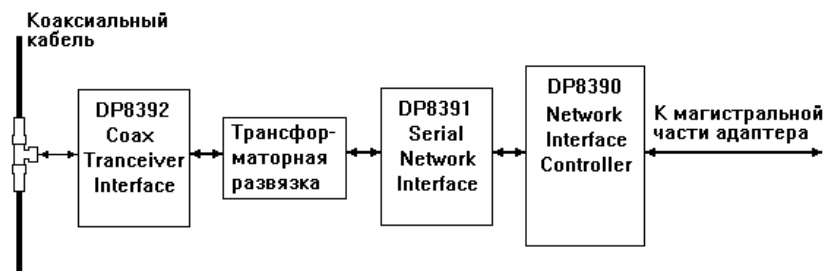 Коаксиальный
кабель
DP8392
Coax
Tranceiver
Interface
Трансфор-
маторная
развязка
DP8391
Serial
Network
Interface
DP8390
Network
Interface
Controller
К магистральной
части адаптера